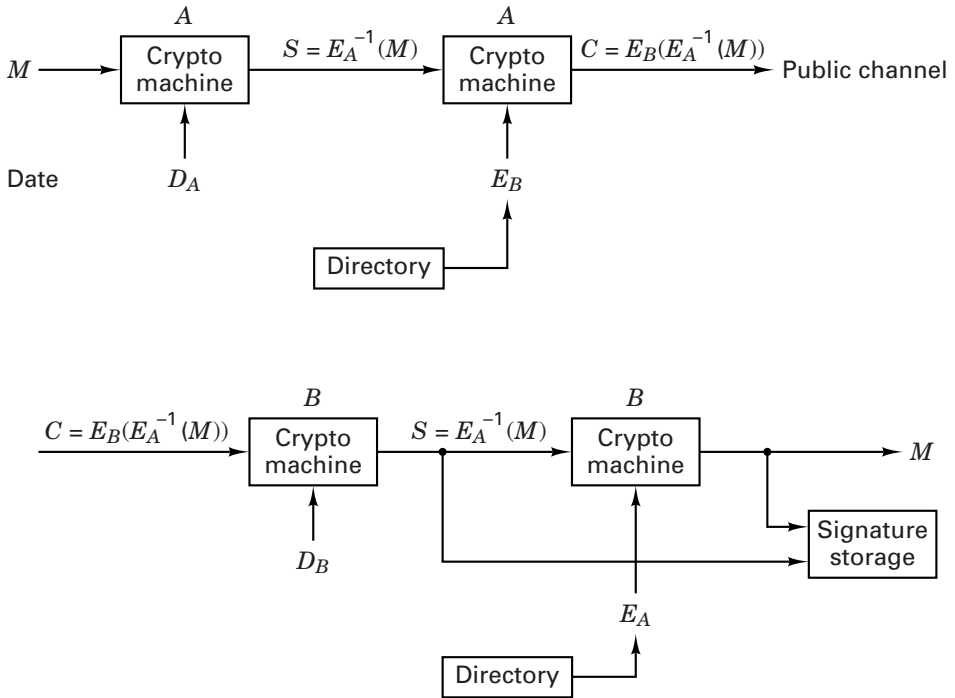 A
A
M
Crypto
machine
S = E_A^{-1}(M)
Crypto
machine
C = E_B(E_A^{-1}(M))
Public channel
Date
D_A
E_B
Directory
B
B
C = E_B(E_A^{-1}(M))
Crypto
machine
S = E_A^{-1}(M)
Crypto
machine
M
Signature
storage
D_B
E_A
Directory